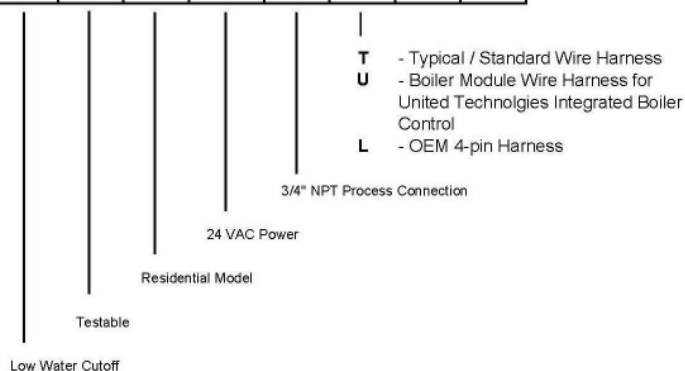 T - Typical / Standard Wire Harness
U - Boiler Module Wire Harness for
United Technolgies Integrated Boiler
Control
L - OEM 4-pin Harness
3/4" NPT Process Connection
24 VAC Power
Residential Model
Testable
Low Water Cutoff